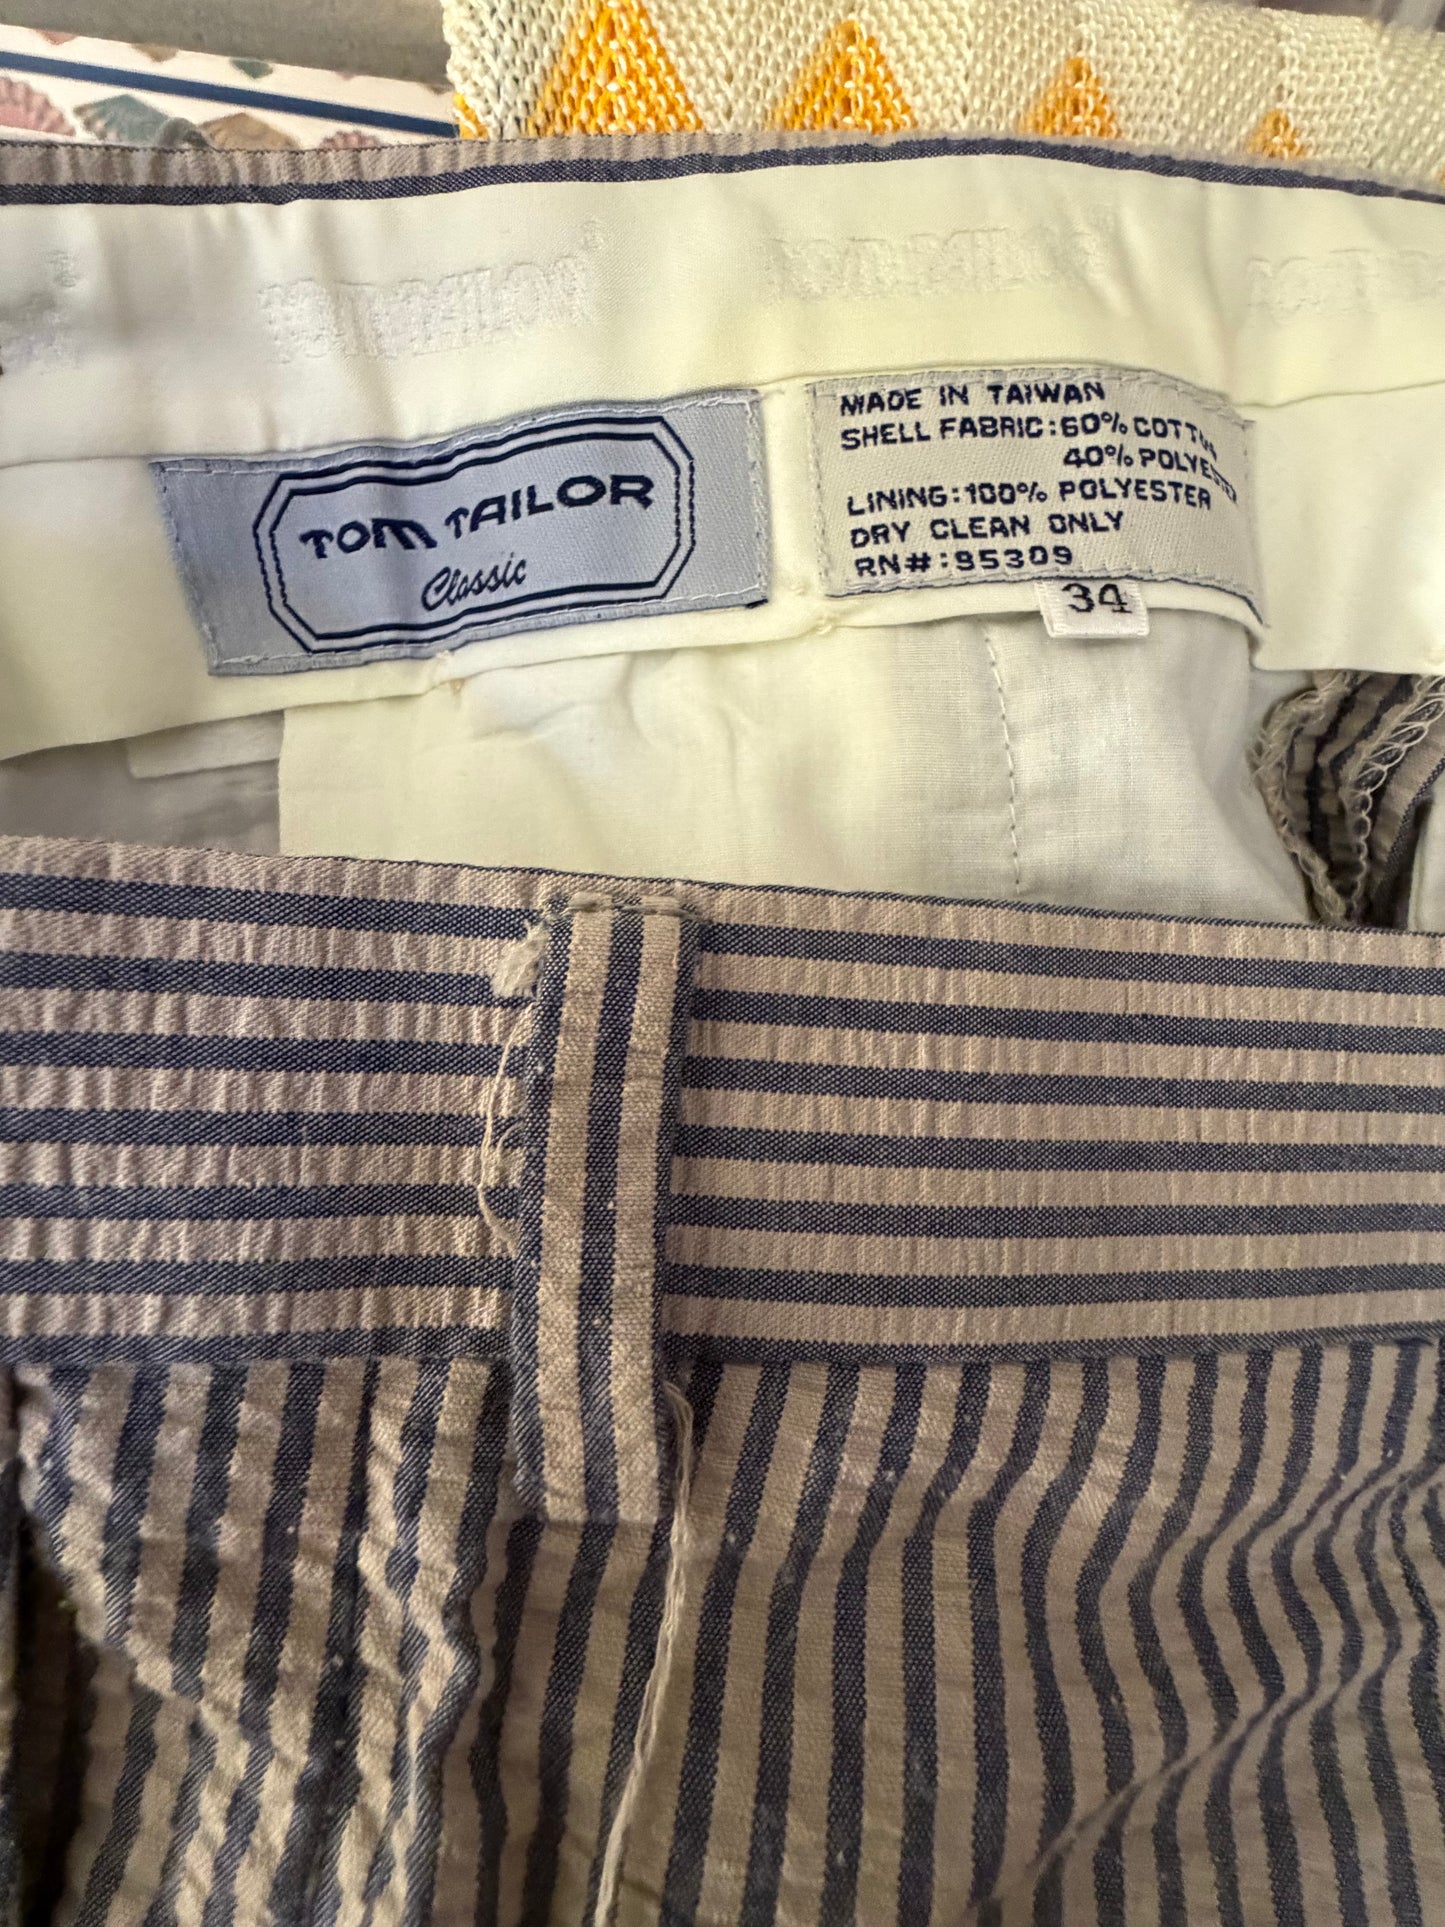 TOM TAILOR
Classic
MADE IN TAIWAN
SHELL FABRIC:60% COTTON
40% POLYESTER
LINING:100% POLYESTER
DRY CLEAN ONLY
RN#:95309
34